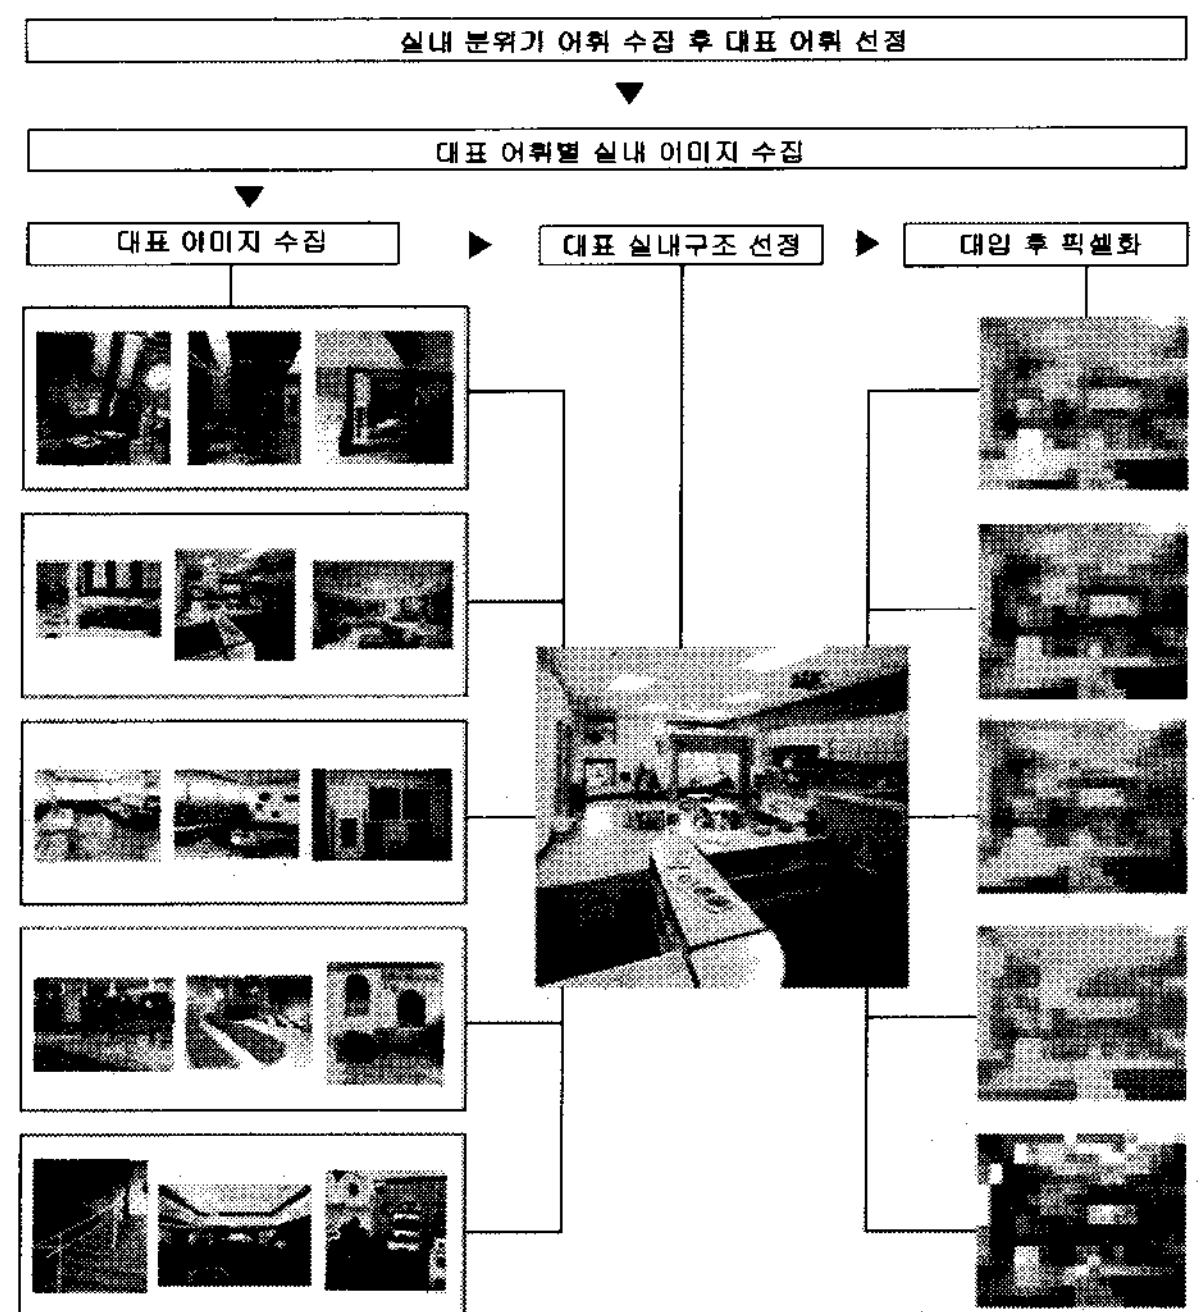 실내 분위기 어휘 수집 후 대표 어휘 선정
대표 어휘별 실내 이미지 수집
대표 이미지 수집
대표 실내구조 선정
대입 후 픽셀화